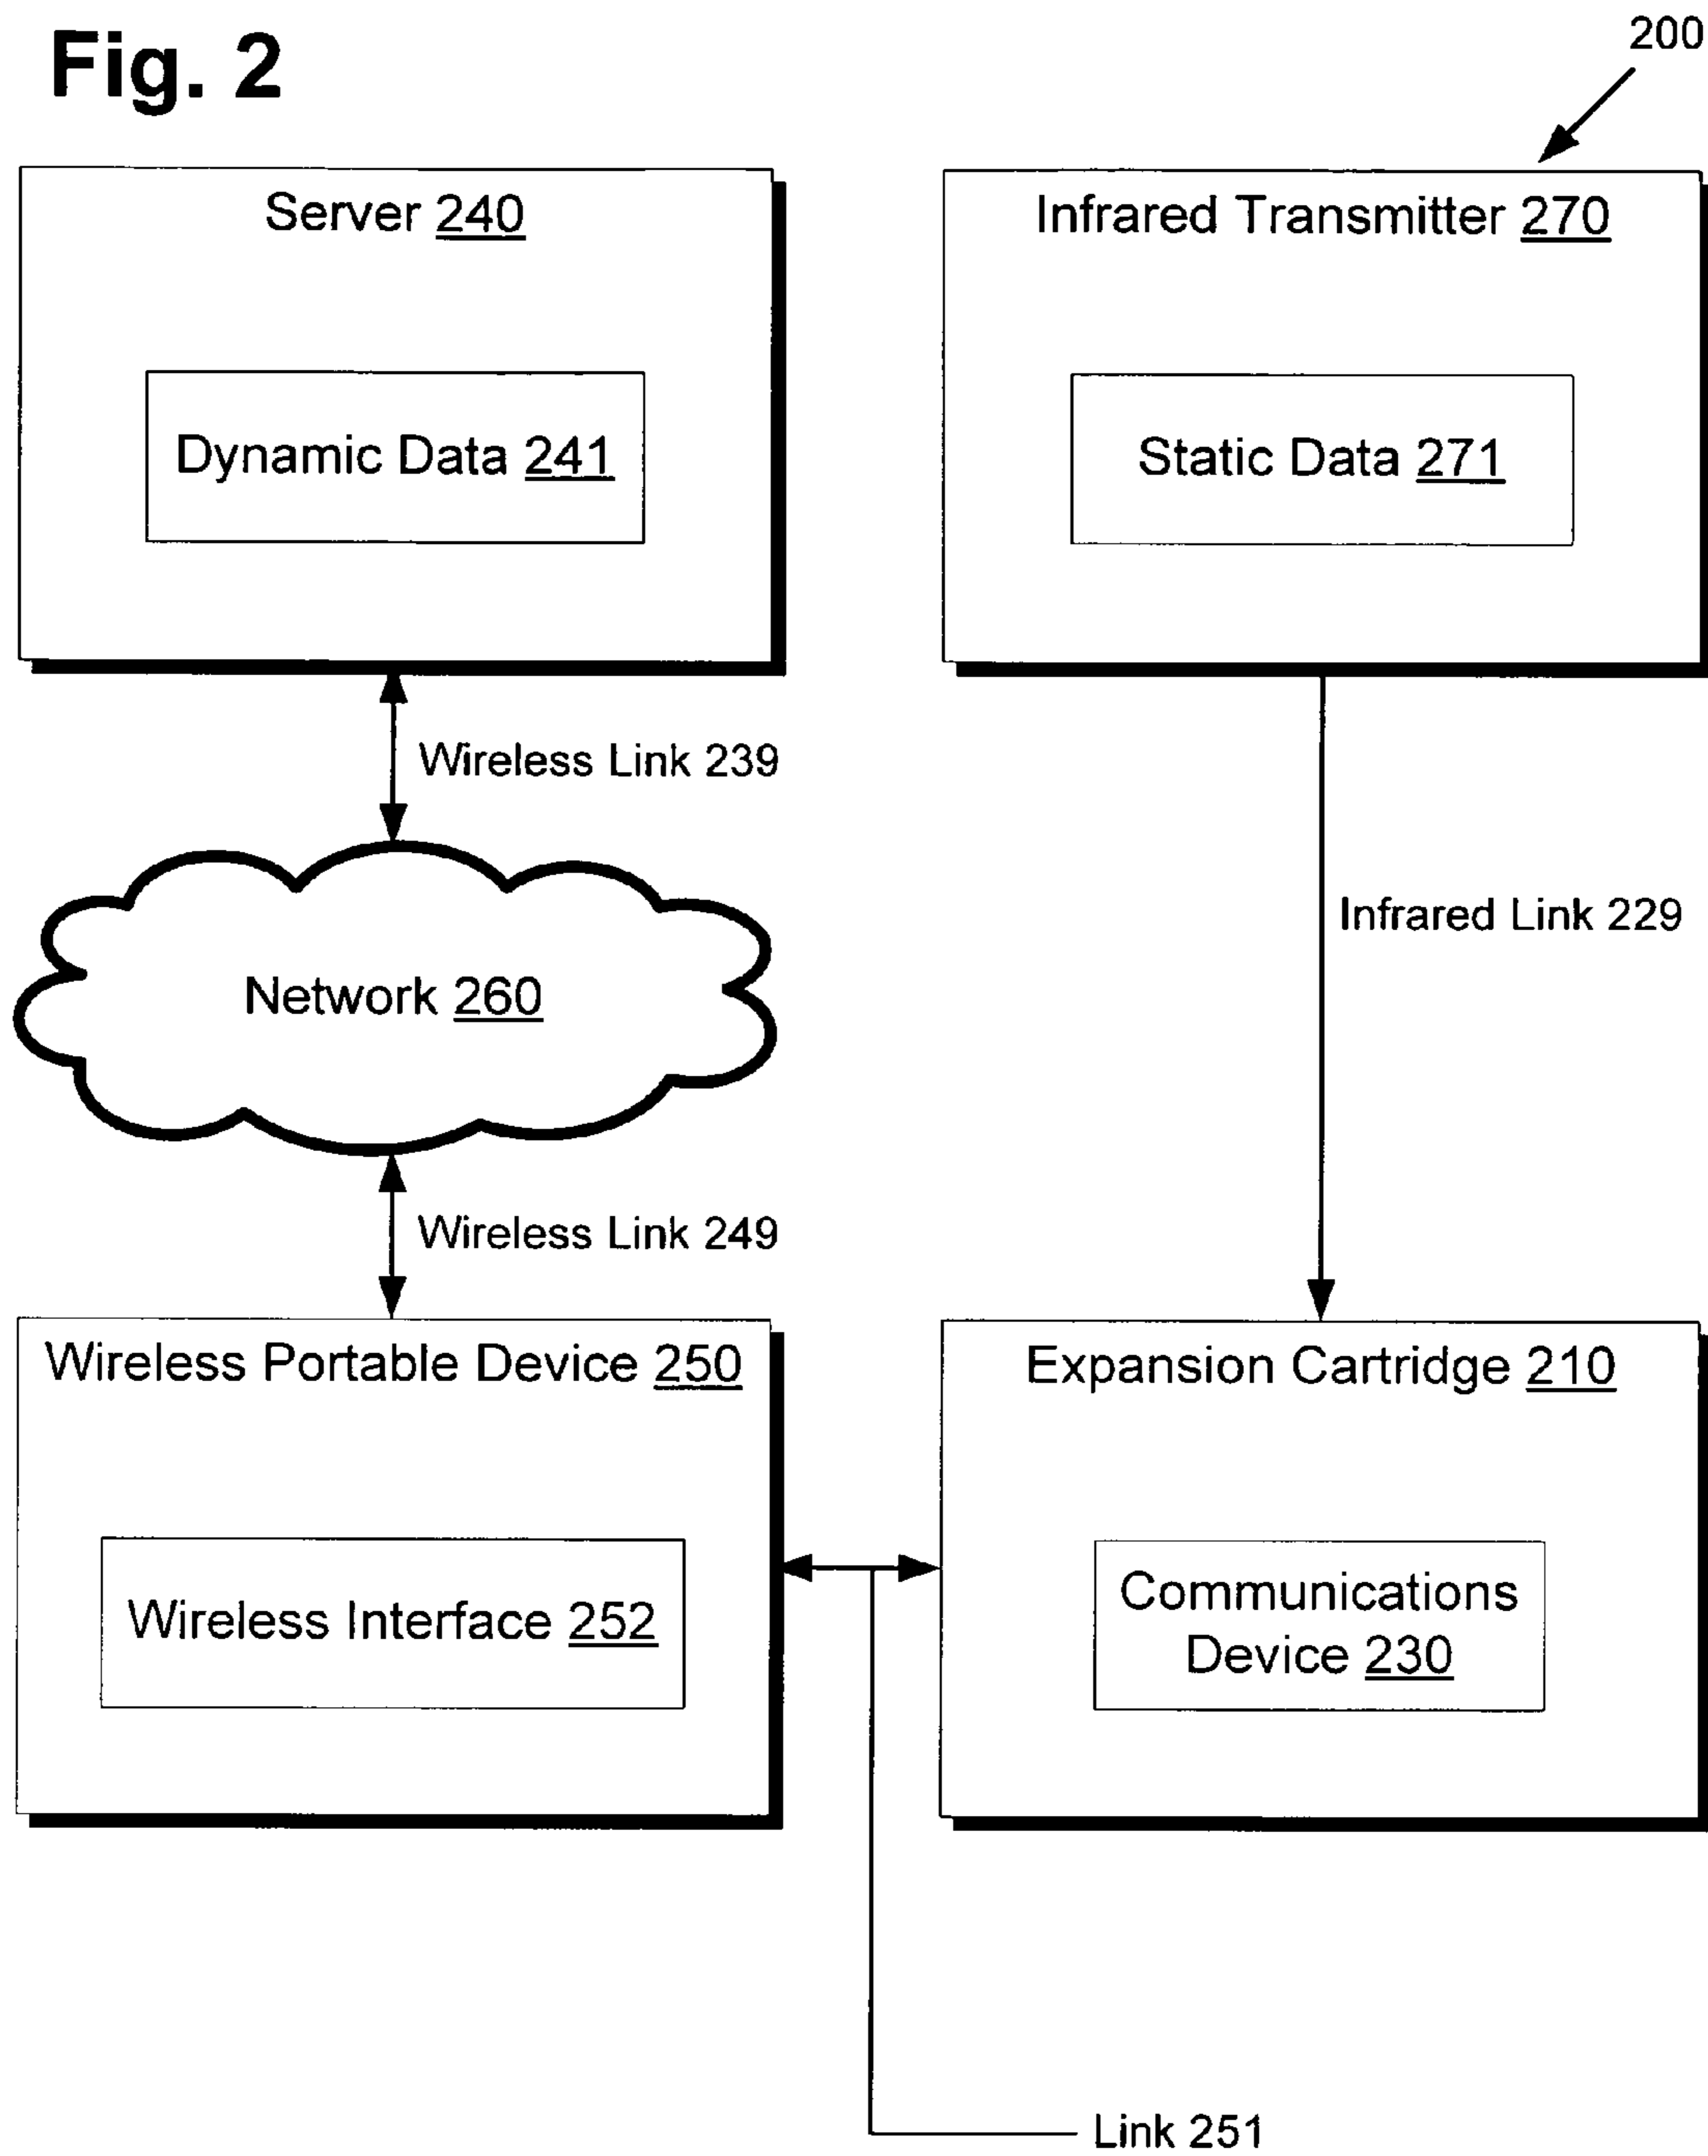 Fig. 2
200
Server 240
Dynamic Data 241
Infrared Transmitter 270
Static Data 271
Wireless Link 239
Infrared Link 229
Network 260
Wireless Link 249
Wireless Portable Device 250
Wireless Interface 252
Expansion Cartridge 210
Communications
Device 230
Link 251